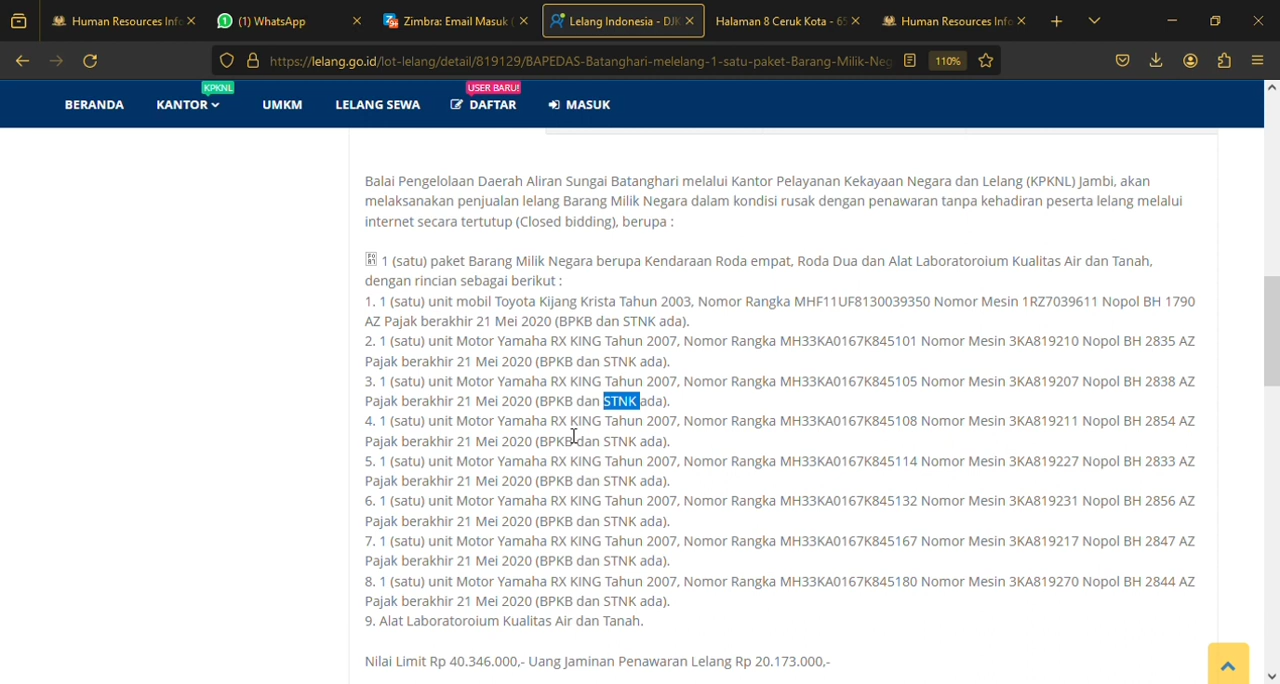 Human Resources Info
(1) WhatsApp
Zimbra: Email Masuk (
Lelang Indonesia - DJK
Halaman 8 Ceruk Kota - 65
Human Resources Info
https://lelang.go.id/lot-lelang/detail/819129/BAPEDAS-Batanghari-melelang-1-satu-paket-Barang-Milik-Neg
110%
KPKNL
USER BARU!
BERANDA
KANTOR
UMKM
LELANG SEWA
DAFTAR
MASUK
Balai Pengelolaan Daerah Aliran Sungai Batanghari melalui Kantor Pelayanan Kekayaan Negara dan Lelang (KPKNL) Jambi, akan
melaksanakan penjualan lelang Barang Milik Negara dalam kondisi rusak dengan penawaran tanpa kehadiran peserta lelang melalui
internet secara tertutup (Closed bidding), berupa :
1 (satu) paket Barang Milik Negara berupa Kendaraan Roda empat, Roda Dua dan Alat Laboratoroium Kualitas Air dan Tanah,
dengan rincian sebagai berikut :
1. 1 (satu) unit mobil Toyota Kijang Krista Tahun 2003, Nomor Rangka MHF11UF8130039350 Nomor Mesin 1RZ7039611 Nopol BH 1790
AZ Pajak berakhir 21 Mei 2020 (BPKB dan STNK ada).
2. 1 (satu) unit Motor Yamaha RX KING Tahun 2007, Nomor Rangka MH33KA0167K845101 Nomor Mesin 3KA819210 Nopol BH 2835 AZ
Pajak berakhir 21 Mei 2020 (BPKB dan STNK ada).
3. 1 (satu) unit Motor Yamaha RX KING Tahun 2007, Nomor Rangka MH33KA0167K845105 Nomor Mesin 3KA819207 Nopol BH 2838 AZ
Pajak berakhir 21 Mei 2020 (BPKB dan STNK ada).
4. 1 (satu) unit Motor Yamaha RX KING Tahun 2007, Nomor Rangka MH33KA0167K845108 Nomor Mesin 3KA819211 Nopol BH 2854 AZ
Pajak berakhir 21 Mei 2020 (BPKB dan STNK ada).
5. 1 (satu) unit Motor Yamaha RX KING Tahun 2007, Nomor Rangka MH33KA0167K845114 Nomor Mesin 3KA819227 Nopol BH 2833 AZ
Pajak berakhir 21 Mei 2020 (BPKB dan STNK ada).
6. 1 (satu) unit Motor Yamaha RX KING Tahun 2007, Nomor Rangka MH33KA0167K845132 Nomor Mesin 3KA819231 Nopol BH 2856 AZ
Pajak berakhir 21 Mei 2020 (BPKB dan STNK ada).
7. 1 (satu) unit Motor Yamaha RX KING Tahun 2007, Nomor Rangka MH33KA0167K845167 Nomor Mesin 3KA819217 Nopol BH 2847 AZ
Pajak berakhir 21 Mei 2020 (BPKB dan STNK ada).
8. 1 (satu) unit Motor Yamaha RX KING Tahun 2007, Nomor Rangka MH33KA0167K845180 Nomor Mesin 3KA819270 Nopol BH 2844 AZ
Pajak berakhir 21 Mei 2020 (BPKB dan STNK ada).
9. Alat Laboratoroium Kualitas Air dan Tanah.
Nilai Limit Rp 40.346.000,- Uang Jaminan Penawaran Lelang Rp 20.173.000,-